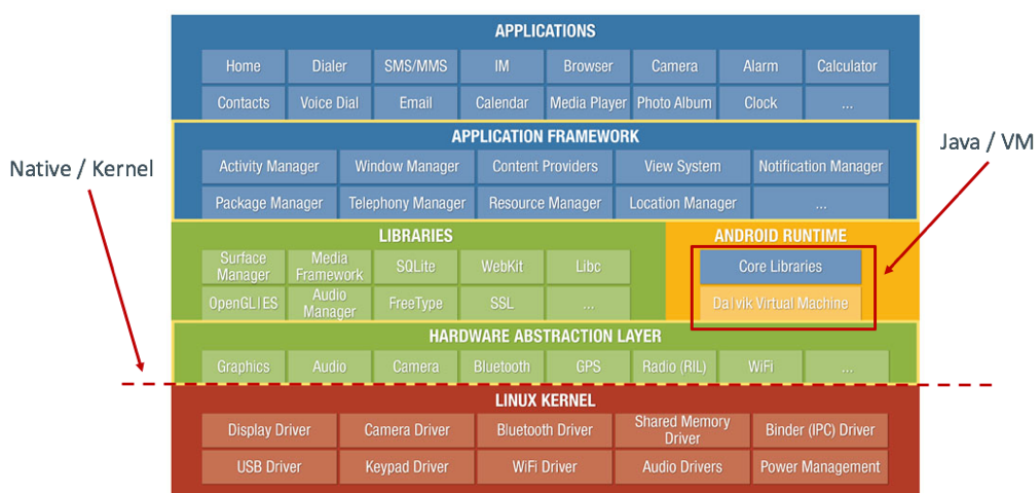 APPLICATIONS
Home Dialer SMS/MMS IM Browser Camera Alarm Calculator
Contacts Voice Dial Email Calendar Media Player Photo Album Clock ...
APPLICATION FRAMEWORK
Java / VM
Native / Kernel
Activity Manager Window Manager Content Providers View System Notification Manager
Package Manager Telephony Manager Resource Manager Location Manager ...
LIBRARIES
ANDROID RUNTIME
Surface Manager Media Framework SQLite WebKit Libc
Core Libraries
OpenGLIES Audio Manager FreeType SSL ...
Dalvik Virtual Machine
HARDWARE ABSTRACTION LAYER
Graphics Audio Camera Bluetooth GPS Radio (RIL) WiFi ...
LINUX KERNEL
Display Driver Camera Driver Bluetooth Driver Shared Memory Driver Binder (IPC) Driver
USB Driver Keypad Driver WiFi Driver Audio Drivers Power Management